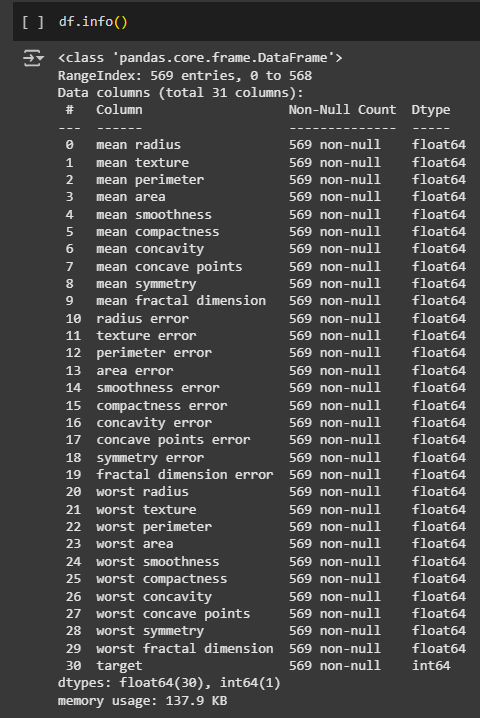 [ ] df.info()
<class 'pandas.core.frame.DataFrame'>
RangeIndex: 569 entries, 0 to 568
Data columns (total 31 columns):
 #   Column                   Non-Null Count  Dtype
---  ------                   --------------  -----
 0   mean radius              569 non-null    float64
 1   mean texture             569 non-null    float64
 2   mean perimeter           569 non-null    float64
 3   mean area                569 non-null    float64
 4   mean smoothness          569 non-null    float64
 5   mean compactness         569 non-null    float64
 6   mean concavity           569 non-null    float64
 7   mean concave points      569 non-null    float64
 8   mean symmetry            569 non-null    float64
 9   mean fractal dimension   569 non-null    float64
 10  radius error             569 non-null    float64
 11  texture error            569 non-null    float64
 12  perimeter error          569 non-null    float64
 13  area error               569 non-null    float64
 14  smoothness error         569 non-null    float64
 15  compactness error        569 non-null    float64
 16  concavity error          569 non-null    float64
 17  concave points error     569 non-null    float64
 18  symmetry error           569 non-null    float64
 19  fractal dimension error  569 non-null    float64
 20  worst radius             569 non-null    float64
 21  worst texture            569 non-null    float64
 22  worst perimeter          569 non-null    float64
 23  worst area               569 non-null    float64
 24  worst smoothness         569 non-null    float64
 25  worst compactness        569 non-null    float64
 26  worst concavity          569 non-null    float64
 27  worst concave points     569 non-null    float64
 28  worst symmetry           569 non-null    float64
 29  worst fractal dimension  569 non-null    float64
 30  target                   569 non-null    int64
dtypes: float64(30), int64(1)
memory usage: 137.9 KB